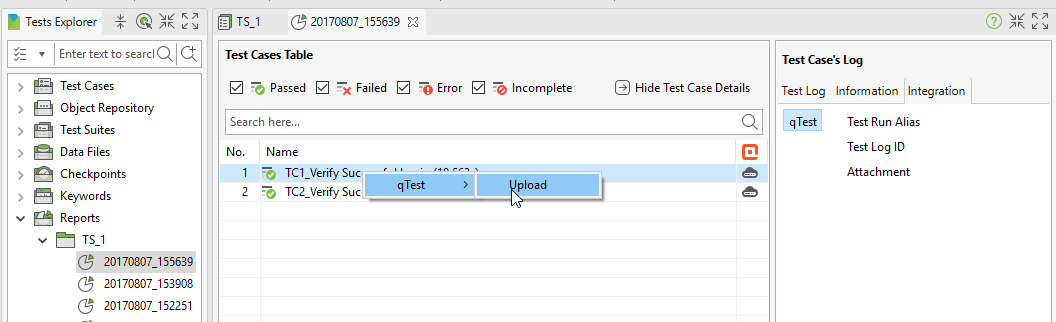 Tests Explorer
Enter text to searcl
Test Cases
Object Repository
Test Suites
Data Files
Checkpoints
Keywords
Reports
TS_1
20170807_155639
20170807_153908
20170807_152251
TS_1
20170807_155639
Test Cases Table
Passed
Failed
Error
Incomplete
Hide Test Case Details
Search here...
No.
Name
1
TC1_Verify Suc
2
TC2_Verify Suc
qTest
Upload
Test Case's Log
Test Log
Information
Integration
qTest
Test Run Alias
Test Log ID
Attachment